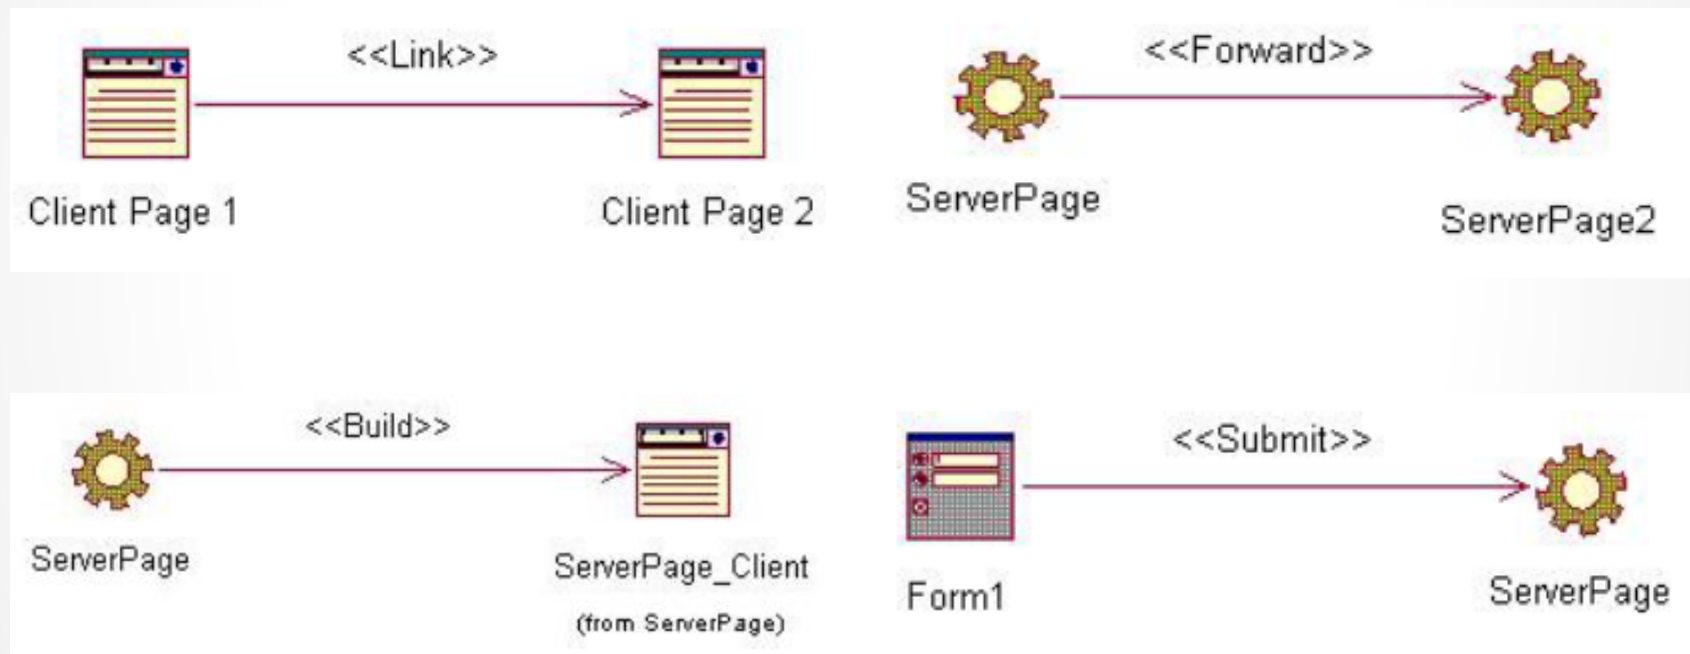 <<Link>>
Client Page 1
Client Page 2
<<Forward>>
ServerPage
ServerPage2
<<Build>>
ServerPage
ServerPage_Client
(from ServerPage)
<<Submit>>
Form1
ServerPage